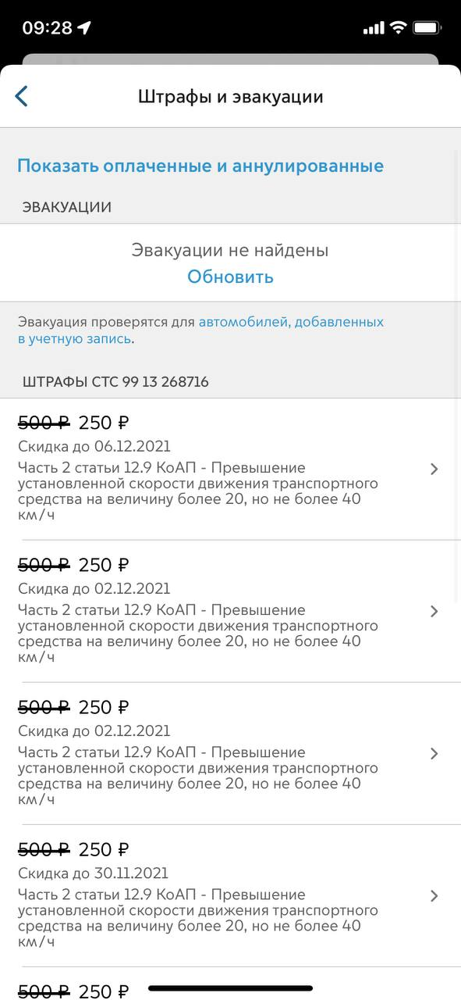 09:28
Штрафы и эвакуации
Показать оплаченные и аннулированные
ЭВАКУАЦИИ
Эвакуации не найдены
Обновить
Эвакуация проверятся для автомобилей, добавленных
в учетную запись.
ШТРАФЫ СТС 99 13 268716
500 ₽ 250 ₽
Скидка до 06.12.2021
Часть 2 статьи 12.9 КоАП - Превышение
установленной скорости движения транспортного
средства на величину более 20, но не более 40
км/ч
500 ₽ 250 ₽
Скидка до 02.12.2021
Часть 2 статьи 12.9 КоАП - Превышение
установленной скорости движения транспортного
средства на величину более 20, но не более 40
км/ч
500 ₽ 250 ₽
Скидка до 02.12.2021
Часть 2 статьи 12.9 КоАП - Превышение
установленной скорости движения транспортного
средства на величину более 20, но не более 40
км/ч
500 ₽ 250 ₽
Скидка до 30.11.2021
Часть 2 статьи 12.9 КоАП - Превышение
установленной скорости движения транспортного
средства на величину более 20, но не более 40
км/ч
500 ₽ 250 ₽